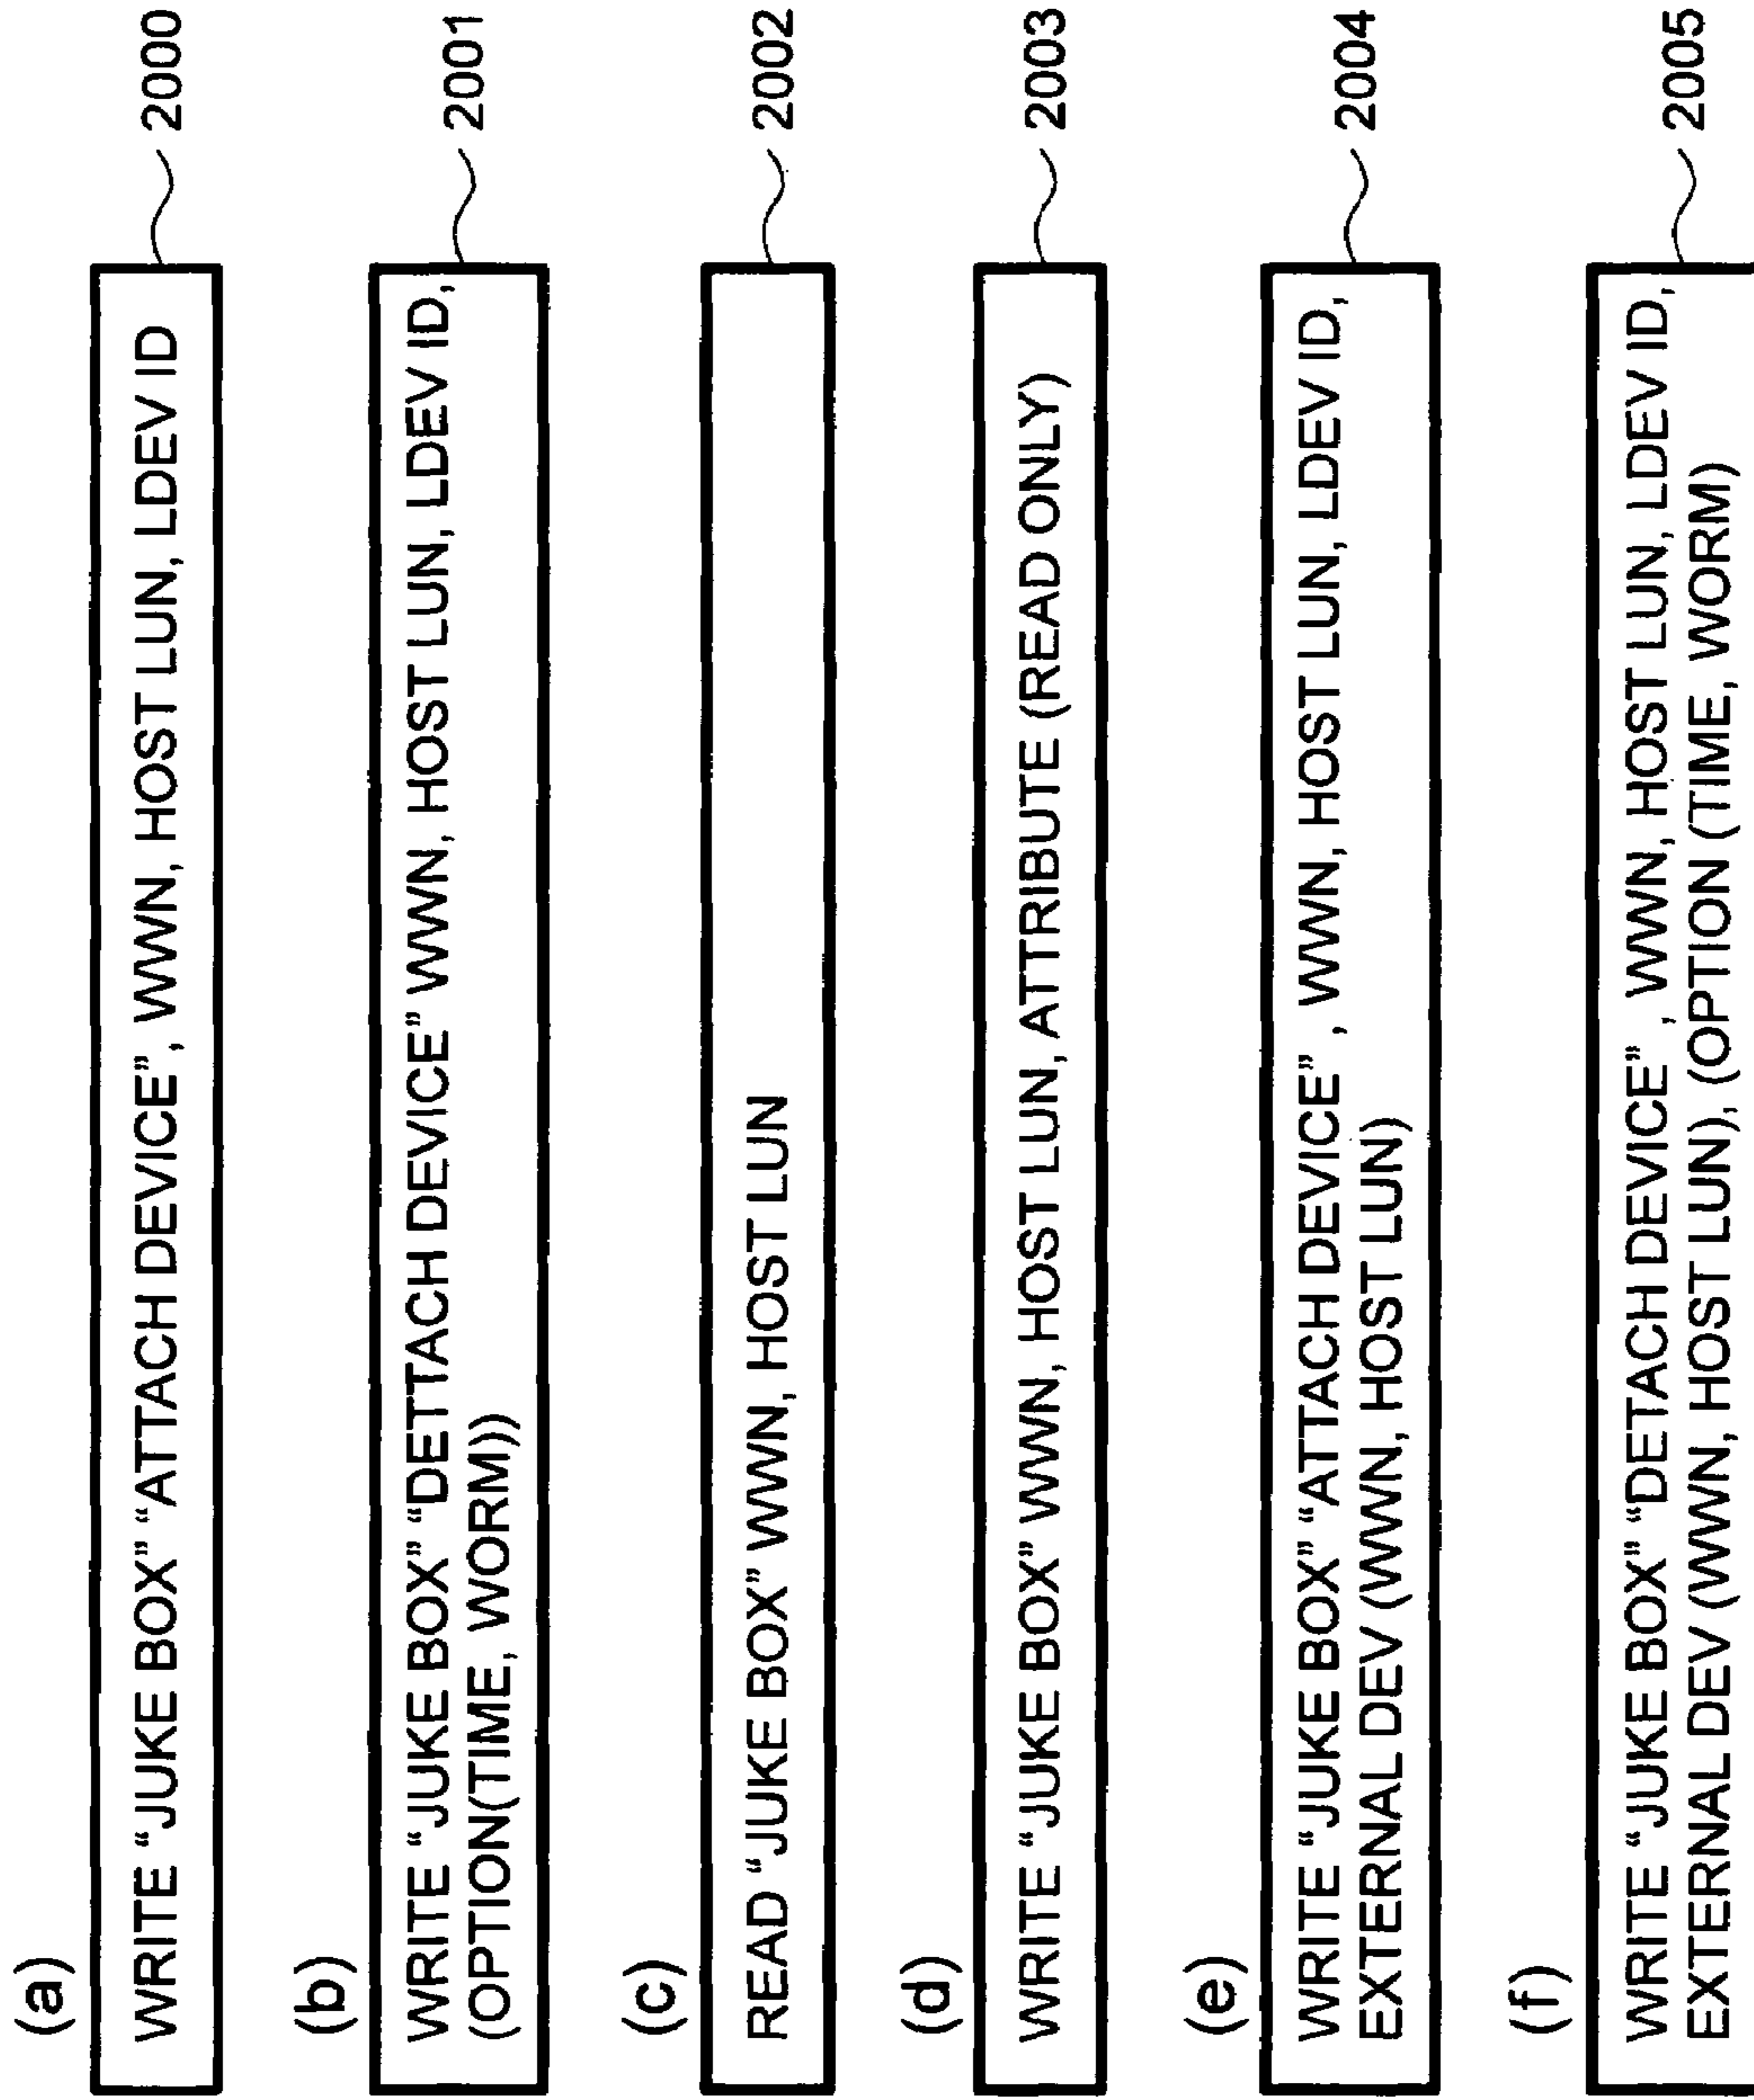 (a)
WRITE “JUKE BOX” “ATTACH DEVICE”, WWN, HOST LUN, LDEV ID
2000
(b)
WRITE “JUKE BOX” “DETTACH DEVICE” WWN, HOST LUN, LDEV ID,
(OPTION(TIME, WORM))
2001
(c)
READ “JUKE BOX” WWN, HOST LUN
2002
(d)
WRITE “JUKE BOX” WWN, HOST LUN, ATTRIBUTE (READ ONLY)
2003
(e)
WRITE “JUKE BOX” “ATTACH DEVICE” , WWN, HOST LUN, LDEV ID,
EXTERNAL DEV (WWN, HOST LUN)
2004
(f)
WRITE “JUKE BOX” “DETACH DEVICE” , WWN, HOST LUN, LDEV ID,
EXTERNAL DEV (WWN, HOST LUN), (OPTION (TIME, WORM)
2005